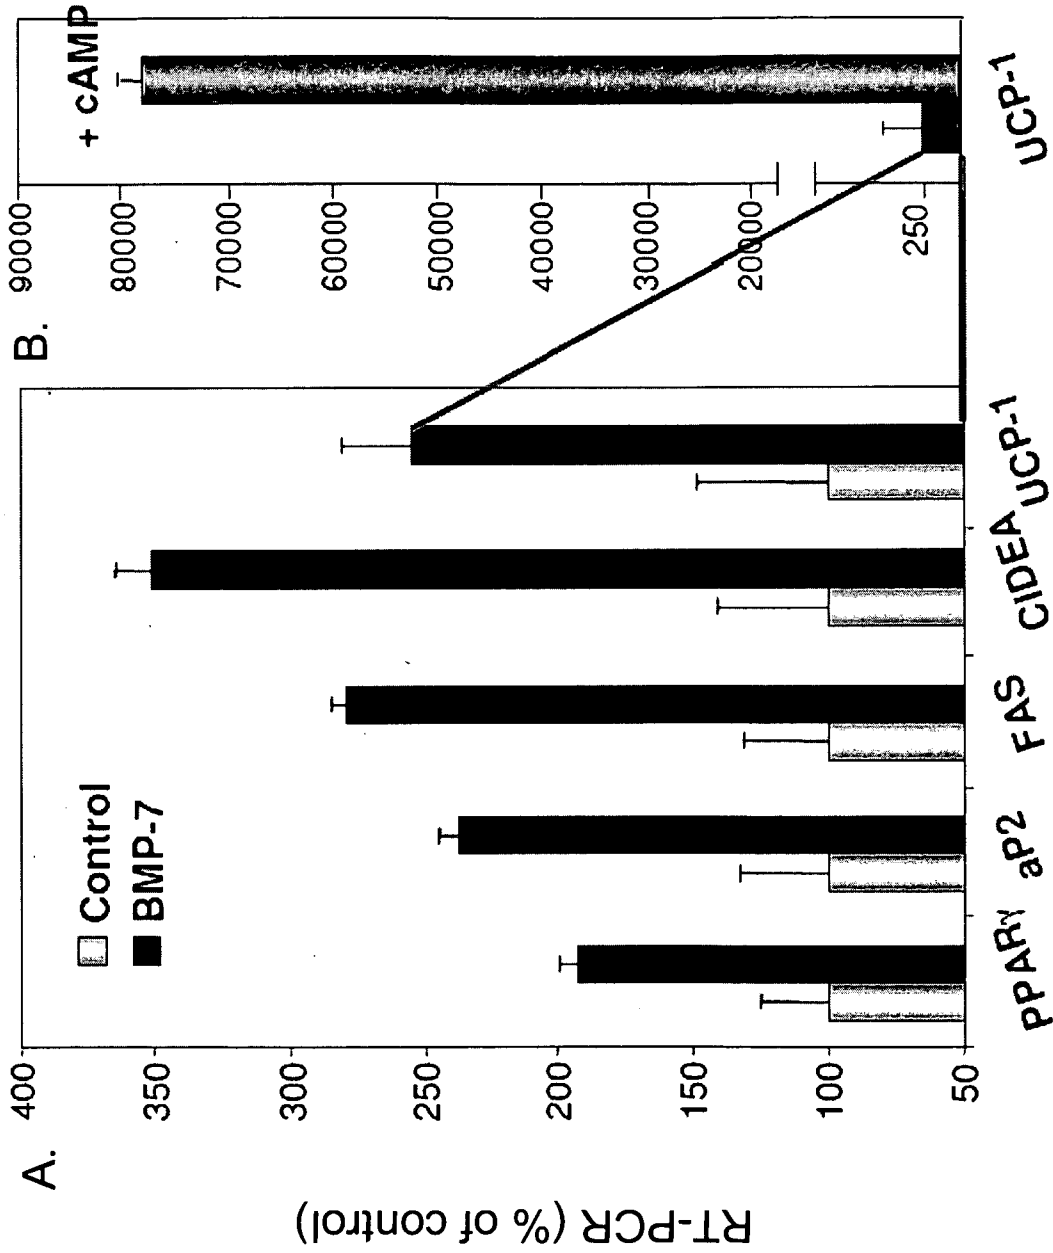 A.
RT-PCR (% of control)
400
350
300
250
200
150
100
50
Control
BMP-7
PPARγ
aP2
FAS
CIDEA
UCP-1
B.
90000
80000
70000
60000
50000
40000
30000
20000
250
+ cAMP
UCP-1